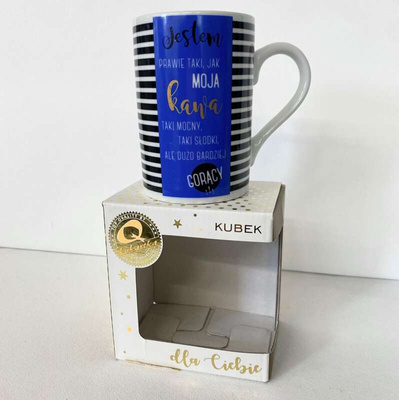 Jestem
PRAWIE TAKI, JAK
MOJA
kawa
TAKI MOCNY,
TAKI SŁODKI,
ALE DUŻO BARDZIEJ
GORĄCY
KUBEK
Q
dla Ciebie